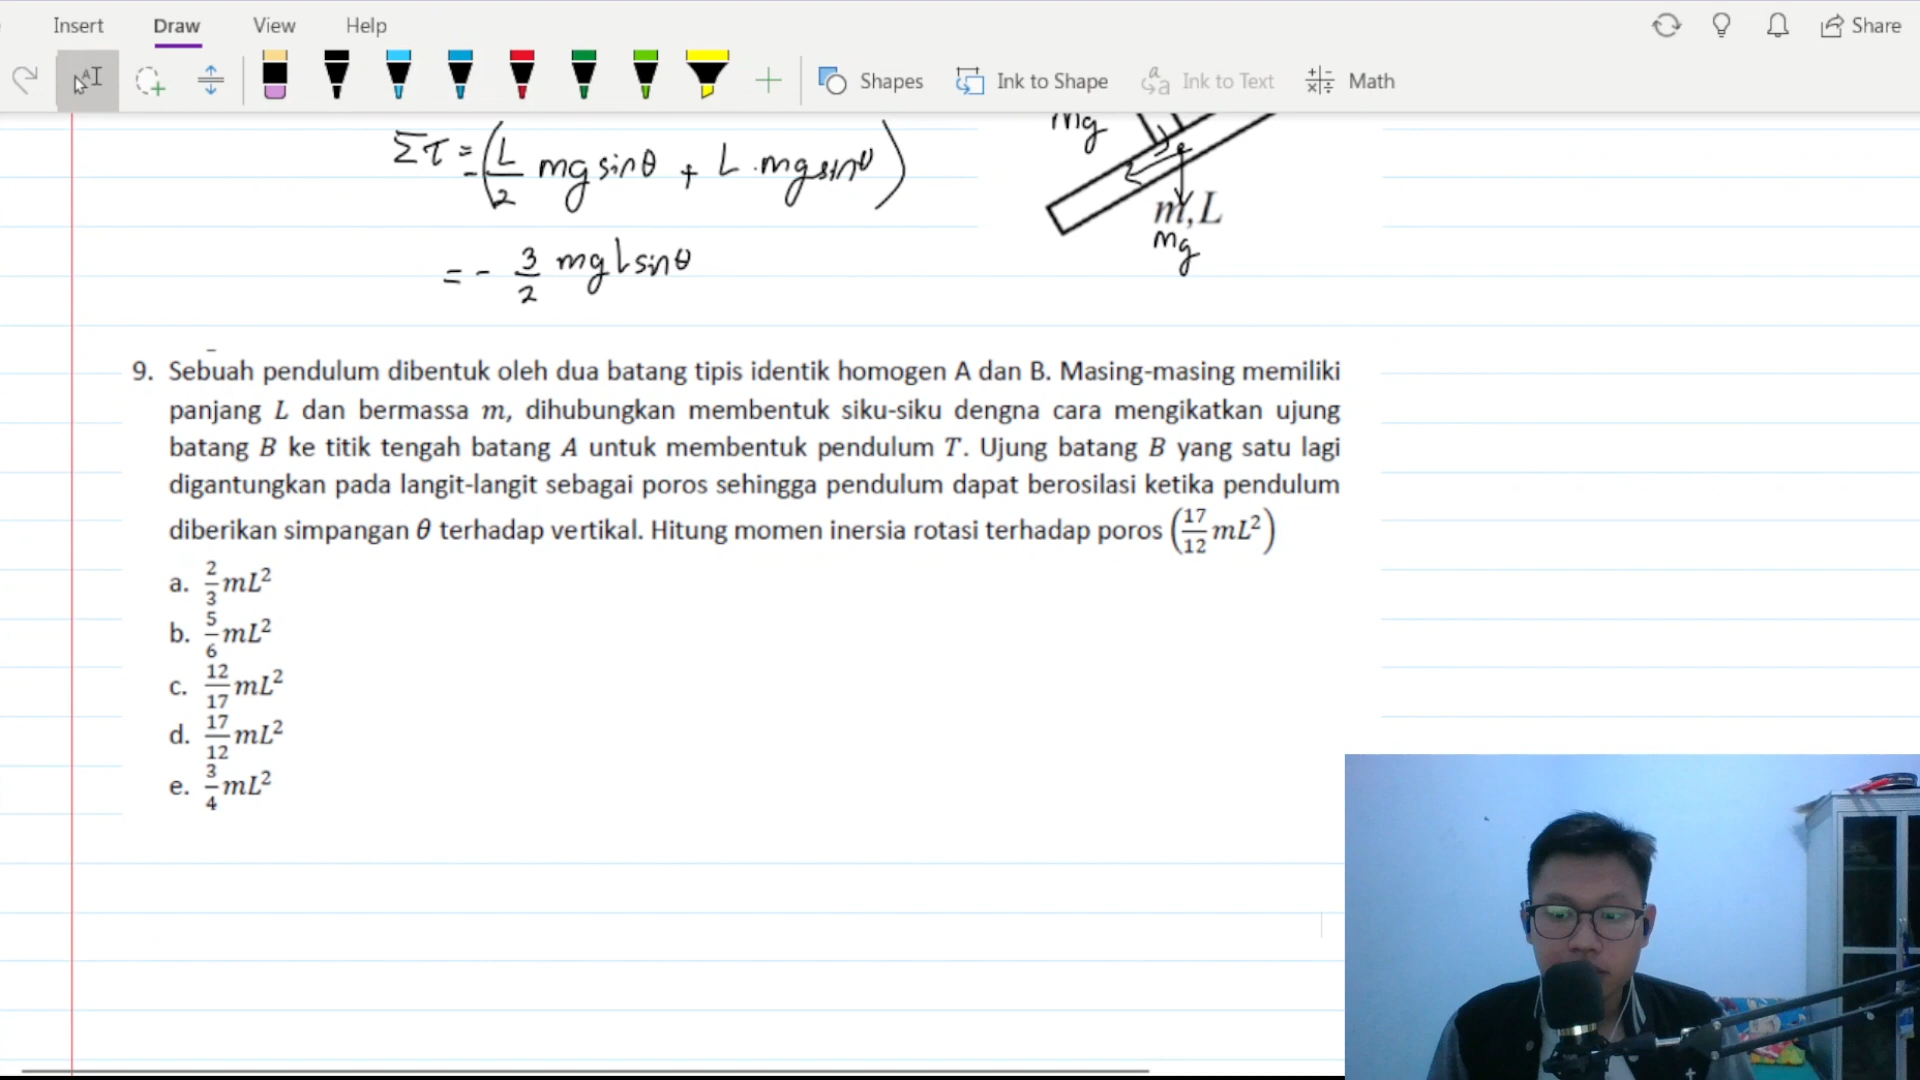 Insert Draw View Help Share
Shapes Ink to Shape Ink to Text Math
Στ = -(L/2 mg sinθ + L . mg sinθ)
mg
= - 3/2 mg L sinθ
m, L
mg
9. Sebuah pendulum dibentuk oleh dua batang tipis identik homogen A dan B. Masing-masing memiliki
panjang L dan bermassa m, dihubungkan membentuk siku-siku dengna cara mengikatkan ujung
batang B ke titik tengah batang A untuk membentuk pendulum T. Ujung batang B yang satu lagi
digantungkan pada langit-langit sebagai poros sehingga pendulum dapat berosilasi ketika pendulum
diberikan simpangan θ terhadap vertikal. Hitung momen inersia rotasi terhadap poros (17/12 mL²)
a. 2/3 mL²
b. 5/6 mL²
c. 12/17 mL²
d. 17/12 mL²
e. 3/4 mL²